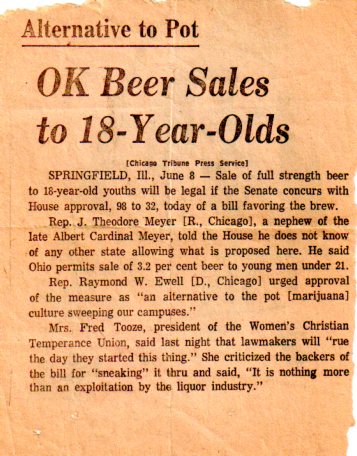 Alternative to Pot
OK Beer Sales
to 18-Year-Olds
[Chicago Tribune Press Service]
SPRINGFIELD, Ill., June 8 — Sale of full strength beer
to 18-year-old youths will be legal if the Senate concurs with
House approval, 98 to 32, today of a bill favoring the brew.
Rep. J. Theodore Meyer [R., Chicago], a nephew of the
late Albert Cardinal Meyer, told the House he does not know
of any other state allowing what is proposed here. He said
Ohio permits sale of 3.2 per cent beer to young men under 21.
Rep. Raymond W. Ewell [D., Chicago] urged approval
of the measure as "an alternative to the pot [marijuana]
culture sweeping our campuses."
Mrs. Fred Tooze, president of the Women's Christian
Temperance Union, said last night that lawmakers will "rue
the day they started this thing." She criticized the backers of
the bill for "sneaking" it thru and said, "It is nothing more
than an exploitation by the liquor industry."